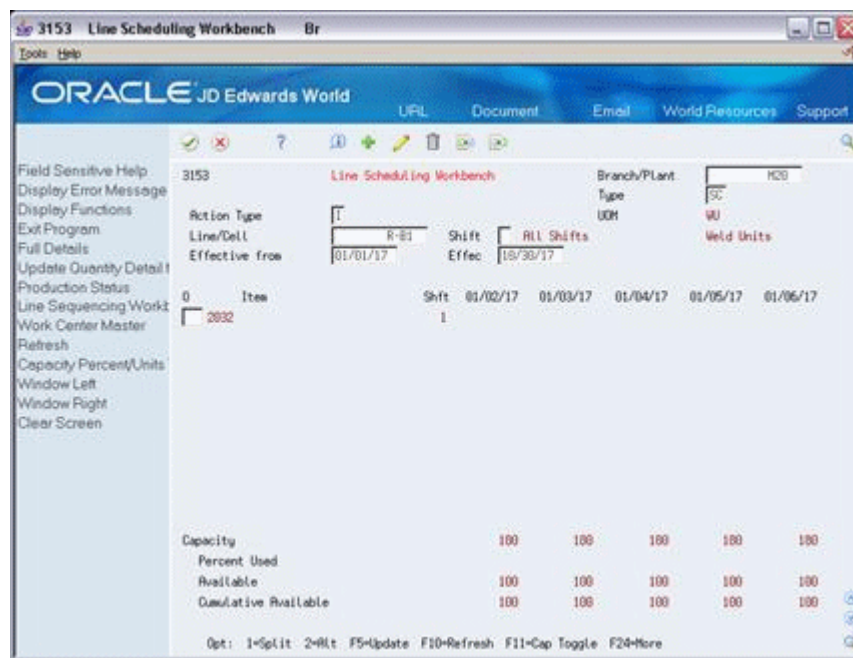 3153 Line Scheduling Workbench Br
Tools Help
ORACLE JD Edwards World
URL Document Email World Resources Support
Field Sensitive Help
Display Error Message
Display Functions
Exit Program
Full Details
Update Quantity Detail
Production Status
Line Sequencing
Work Center Master
Refresh
Capacity Percent/Units
Window Left
Window Right
Clear Screen
3153 Line Scheduling Workbench Branch/Plant M20
Type SC
Action Type I UOM WU
Line/Cell R-B1 Shift All Shifts Weld Units
Effective from 01/01/17 Effec
O Item Shft 01/02/17 01/03/17 01/04/17 01/05/17 01/06/17
2032 1
Capacity 100 100 100 100 100
Percent Used
Available 100 100 100 100 100
Cumulative Available 100 100 100 100 100
Opt: 1=Split 2=Alt F5=Update F10=Refresh F11=Cap Toggle F24=More